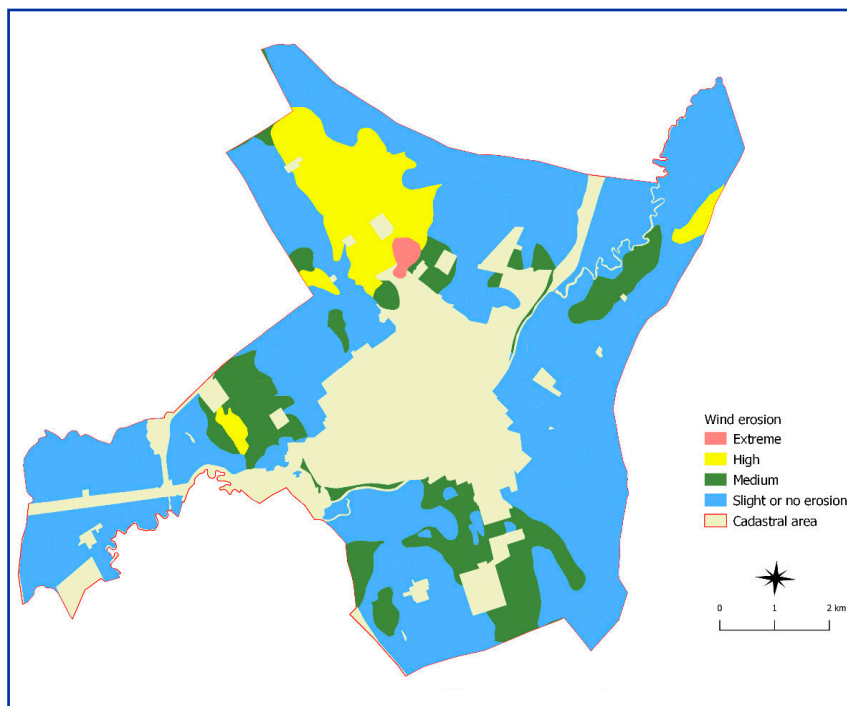 Wind erosion
Extreme
High
Medium
Slight or no erosion
Cadastral area
0 1 2 km